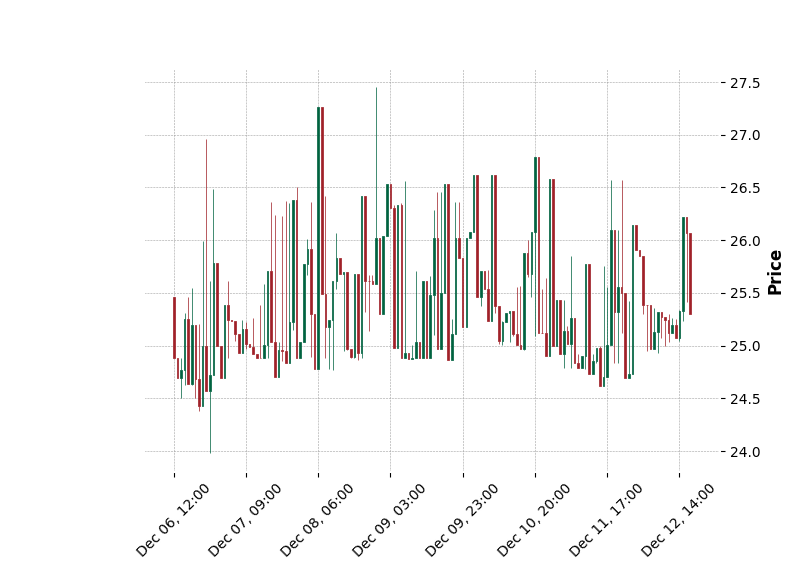 27.5
27.0
26.5
26.0
25.5
25.0
24.5
24.0
Price
Dec 06, 12:00
Dec 07, 09:00
Dec 08, 06:00
Dec 09, 03:00
Dec 09, 23:00
Dec 10, 20:00
Dec 11, 17:00
Dec 12, 14:00